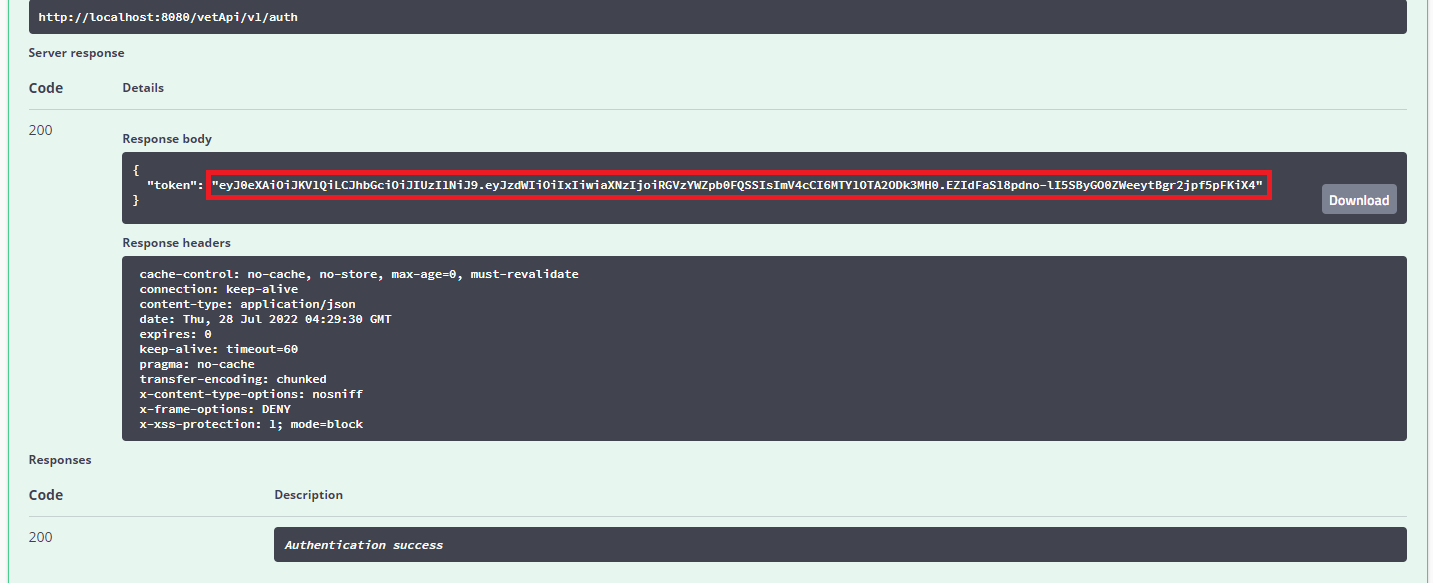 http://localhost:8080/vetApi/v1/auth
Server response
Code Details
200
Response body
{
"token": "eyJ0eXAiOiJKV1QiLCJhbGciOiJIUzI1NiJ9.eyJzdWIiOiIxIiwiaXNzIjoiRGVzYWZpb0FQSSIsImV4cCI6MTY1OTA2ODk3MH0.EZIdFaSl8pdno-lI5SByGO0ZWeeytBgr2jpf5pFKiX4"
}
Download
Response headers
cache-control: no-cache, no-store, max-age=0, must-revalidate
connection: keep-alive
content-type: application/json
date: Thu, 28 Jul 2022 04:29:30 GMT
expires: 0
keep-alive: timeout=60
pragma: no-cache
transfer-encoding: chunked
x-content-type-options: nosniff
x-frame-options: DENY
x-xss-protection: 1; mode=block
Responses
Code Description
200
Authentication success